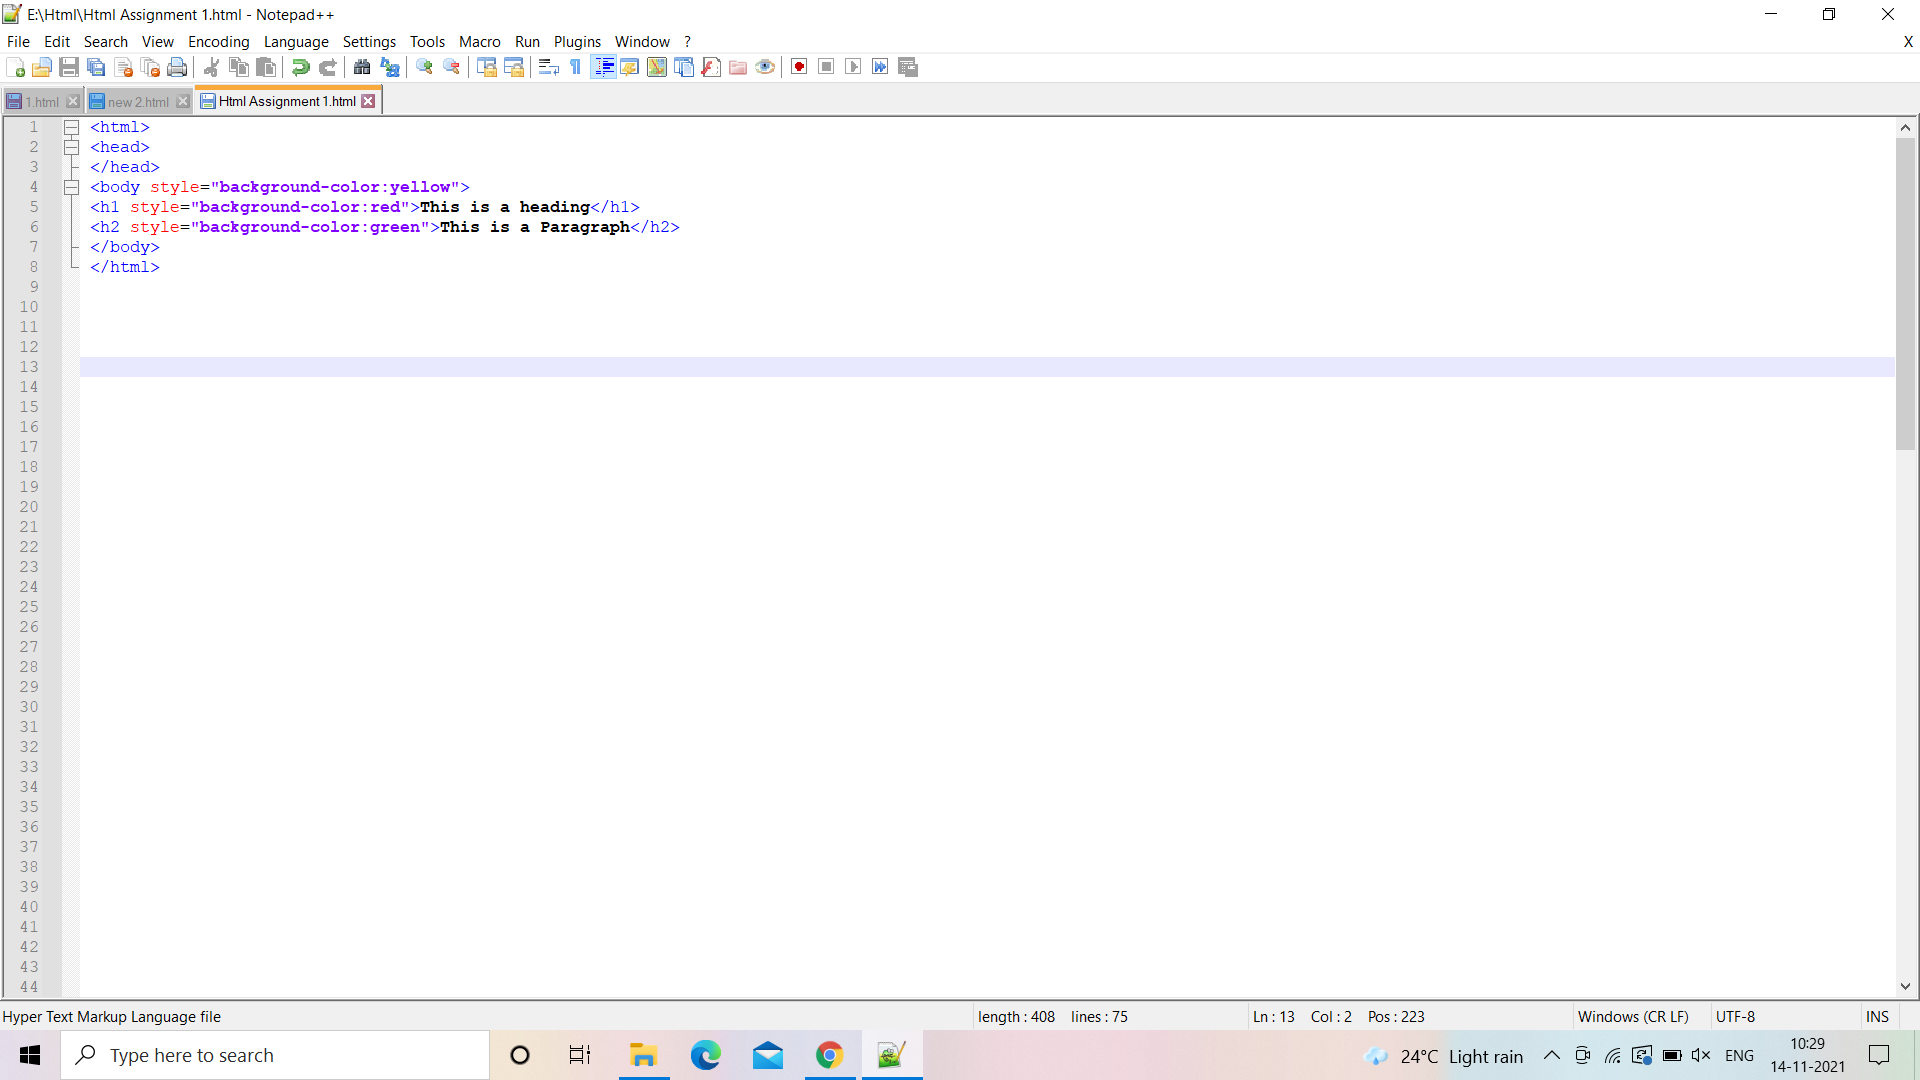 E:\Html\Html Assignment 1.html - Notepad++
File Edit Search View Encoding Language Settings Tools Macro Run Plugins Window ? X
1.html new 2.html Html Assignment 1.html
1 <html>
2 <head>
3 </head>
4 <body style="background-color:yellow">
5 <h1 style="background-color:red">This is a heading</h1>
6 <h2 style="background-color:green">This is a Paragraph</h2>
7 </body>
8 </html>
9
10
11
12
13
14
15
16
17
18
19
20
21
22
23
24
25
26
27
28
29
30
31
32
33
34
35
36
37
38
39
40
41
42
43
44
Hyper Text Markup Language file length : 408 lines : 75 Ln : 13 Col : 2 Pos : 223 Windows (CR LF) UTF-8 INS
Type here to search 24°C Light rain ENG 10:29
14-11-2021